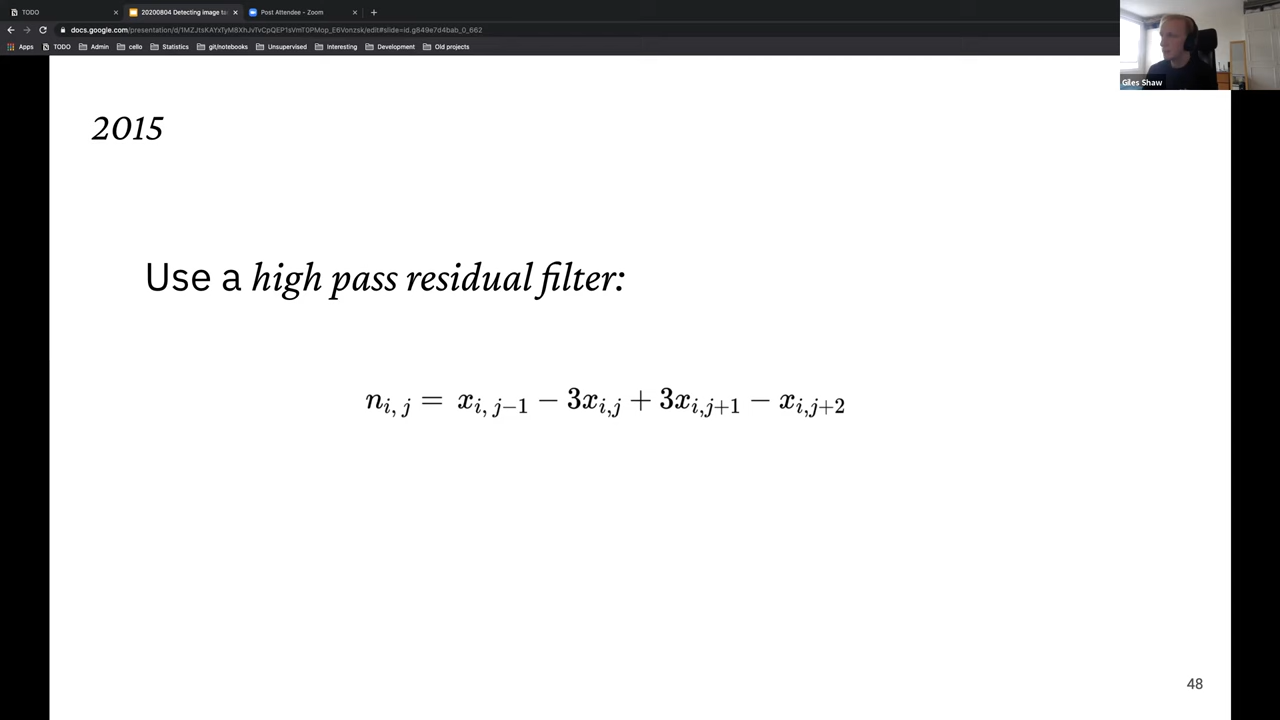 TODO
20200804 Detecting image ta
Post Attendee - Zoom
Apps
TODO
Admin
cello
Statistics
git/notebooks
Unsupervised
Interesting
Development
Old projects
Giles Shaw
2015
Use a high pass residual filter:
n_{i, j} = x_{i, j−1} − 3x_{i,j} + 3x_{i,j+1} − x_{i,j+2}
48